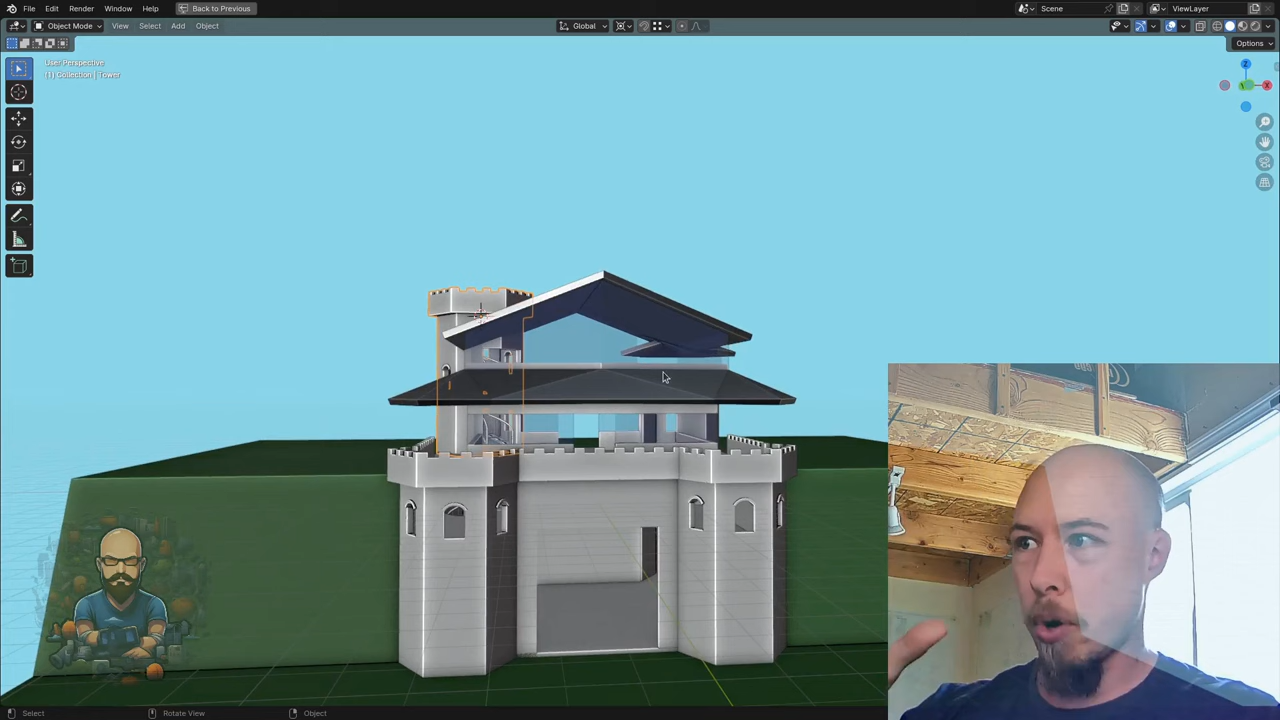 File Edit Render Window Help Back to Previous Scene ViewLayer
Object Mode View Select Add Object Global
Options
User Perspective
(1) Collection | Tower
Z
Y
X
Select Rotate View Object